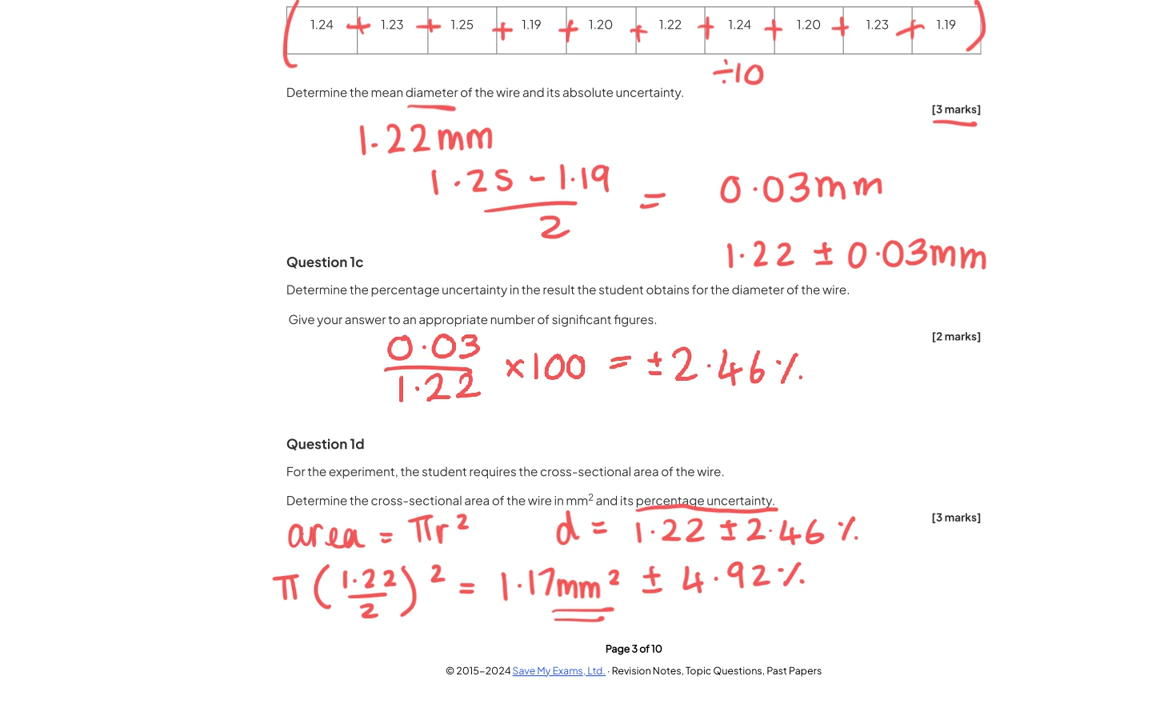 ( 1.24 + 1.23 + 1.25 + 1.19 + 1.20 + 1.22 + 1.24 + 1.20 + 1.23 + 1.19 )
÷10
Determine the mean diameter of the wire and its absolute uncertainty.
[3 marks]
1.22mm
1.25 - 1.19
2
= 0.03mm
1.22 ± 0.03mm
Question 1c
Determine the percentage uncertainty in the result the student obtains for the diameter of the wire.
Give your answer to an appropriate number of significant figures.
[2 marks]
0.03
1.22
×100 = ±2.46%
Question 1d
For the experiment, the student requires the cross-sectional area of the wire.
Determine the cross-sectional area of the wire in mm² and its percentage uncertainty.
[3 marks]
area = πr² d = 1.22 ±2.46%
π (1.22/2)² = 1.17mm² ± 4.92%
Page 3 of 10
© 2015–2024 Save My Exams, Ltd. · Revision Notes, Topic Questions, Past Papers